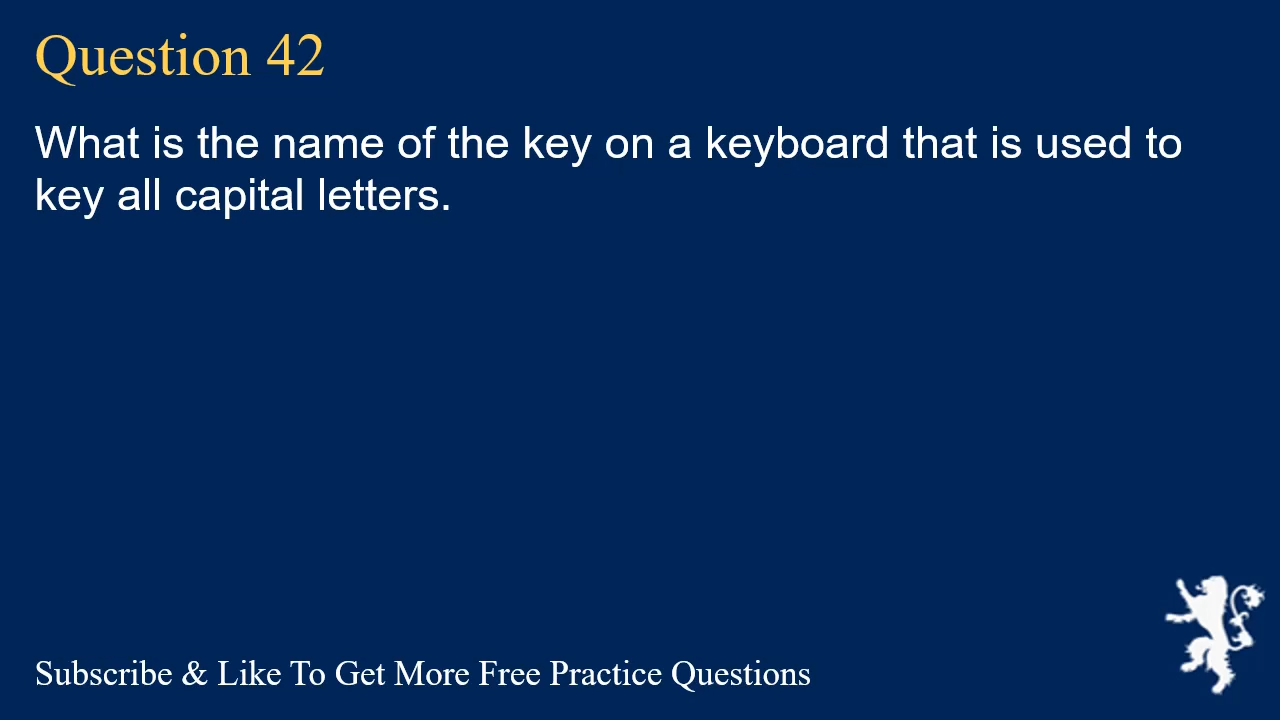 Question 42
What is the name of the key on a keyboard that is used to
key all capital letters.
Subscribe & Like To Get More Free Practice Questions